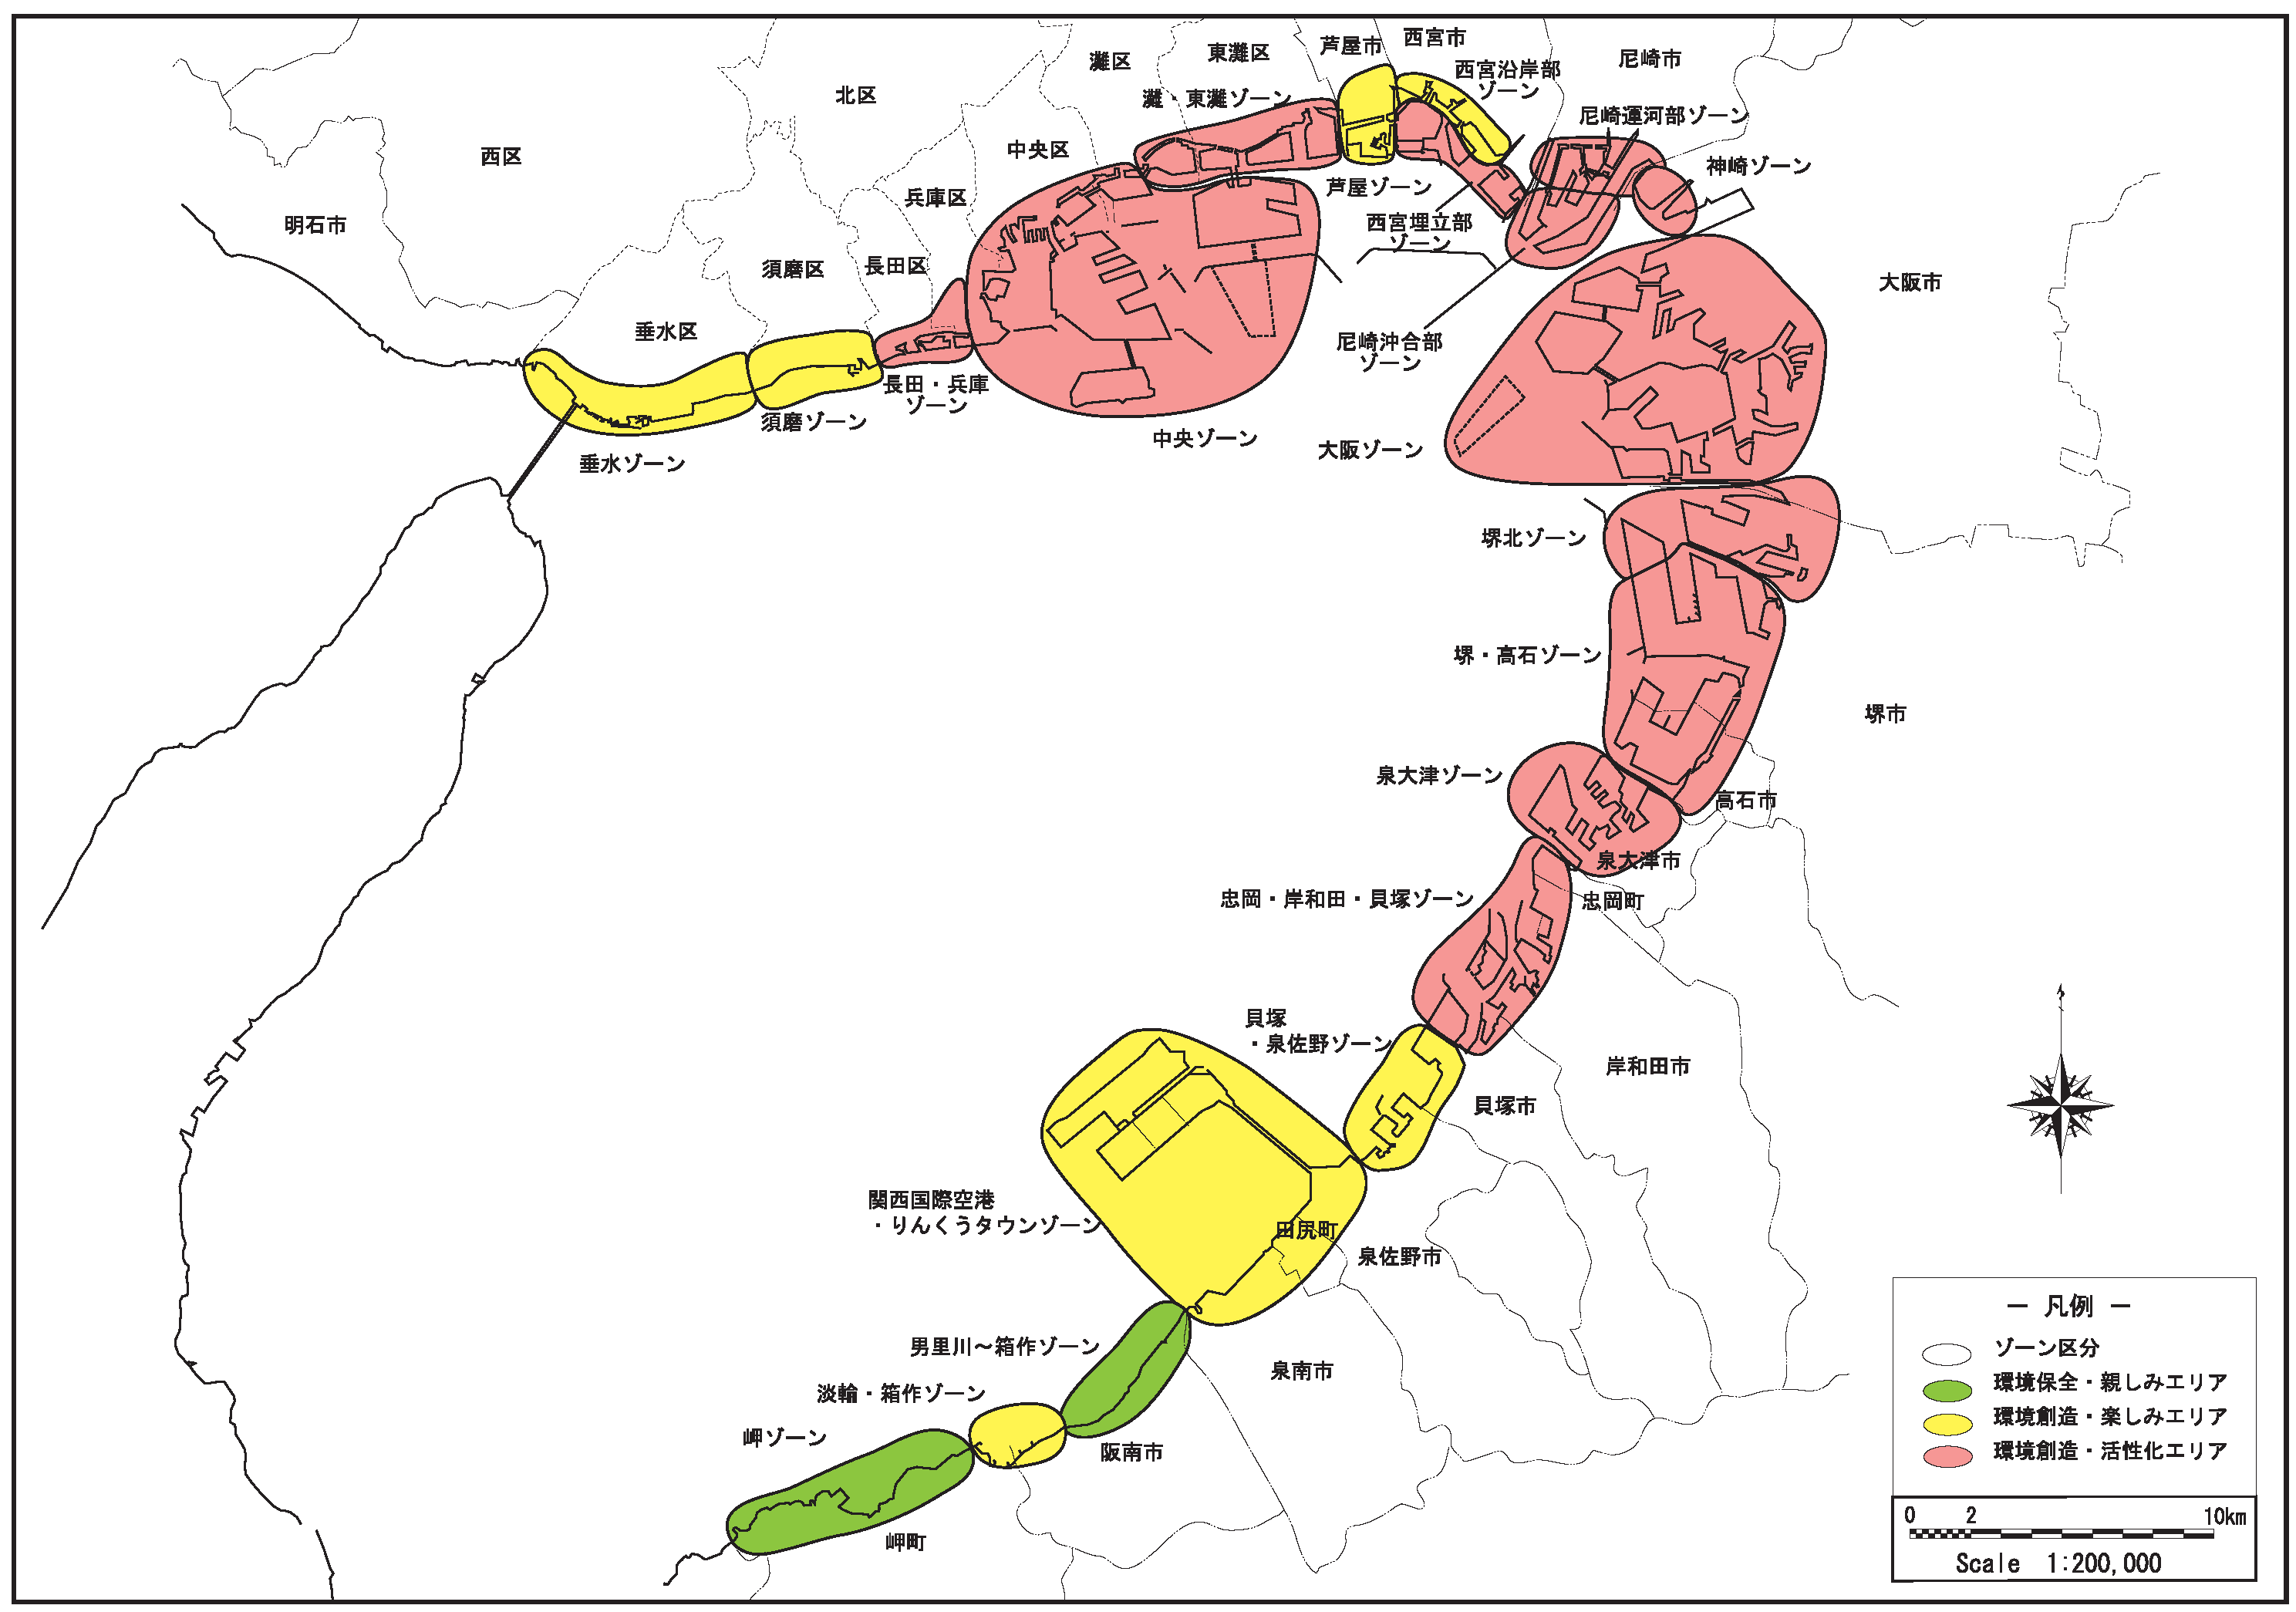 西宮市
芦屋市
東灘区
尼崎市
灘区
西宮沿岸部
ゾーン
北区
灘・東灘ゾーン
尼崎運河部ゾーン
中央区
西区
神崎ゾーン
芦屋ゾーン
兵庫区
西宮埋立部
ゾーン
明石市
須磨区
長田区
大阪市
垂水区
尼崎沖合部
ゾーン
長田・兵庫
ゾーン
須磨ゾーン
中央ゾーン
大阪ゾーン
垂水ゾーン
堺北ゾーン
堺・高石ゾーン
堺市
泉大津ゾーン
高石市
泉大津市
忠岡・岸和田・貝塚ゾーン
忠岡町
貝塚
・泉佐野ゾーン
岸和田市
貝塚市
関西国際空港
・りんくうタウンゾーン
田尻町
泉佐野市
男里川～箱作ゾーン
泉南市
淡輪・箱作ゾーン
岬ゾーン
阪南市
岬町
－ 凡例 －
ゾーン区分
環境保全・親しみエリア
環境創造・楽しみエリア
環境創造・活性化エリア
0 2 10km
Scale 1:200,000